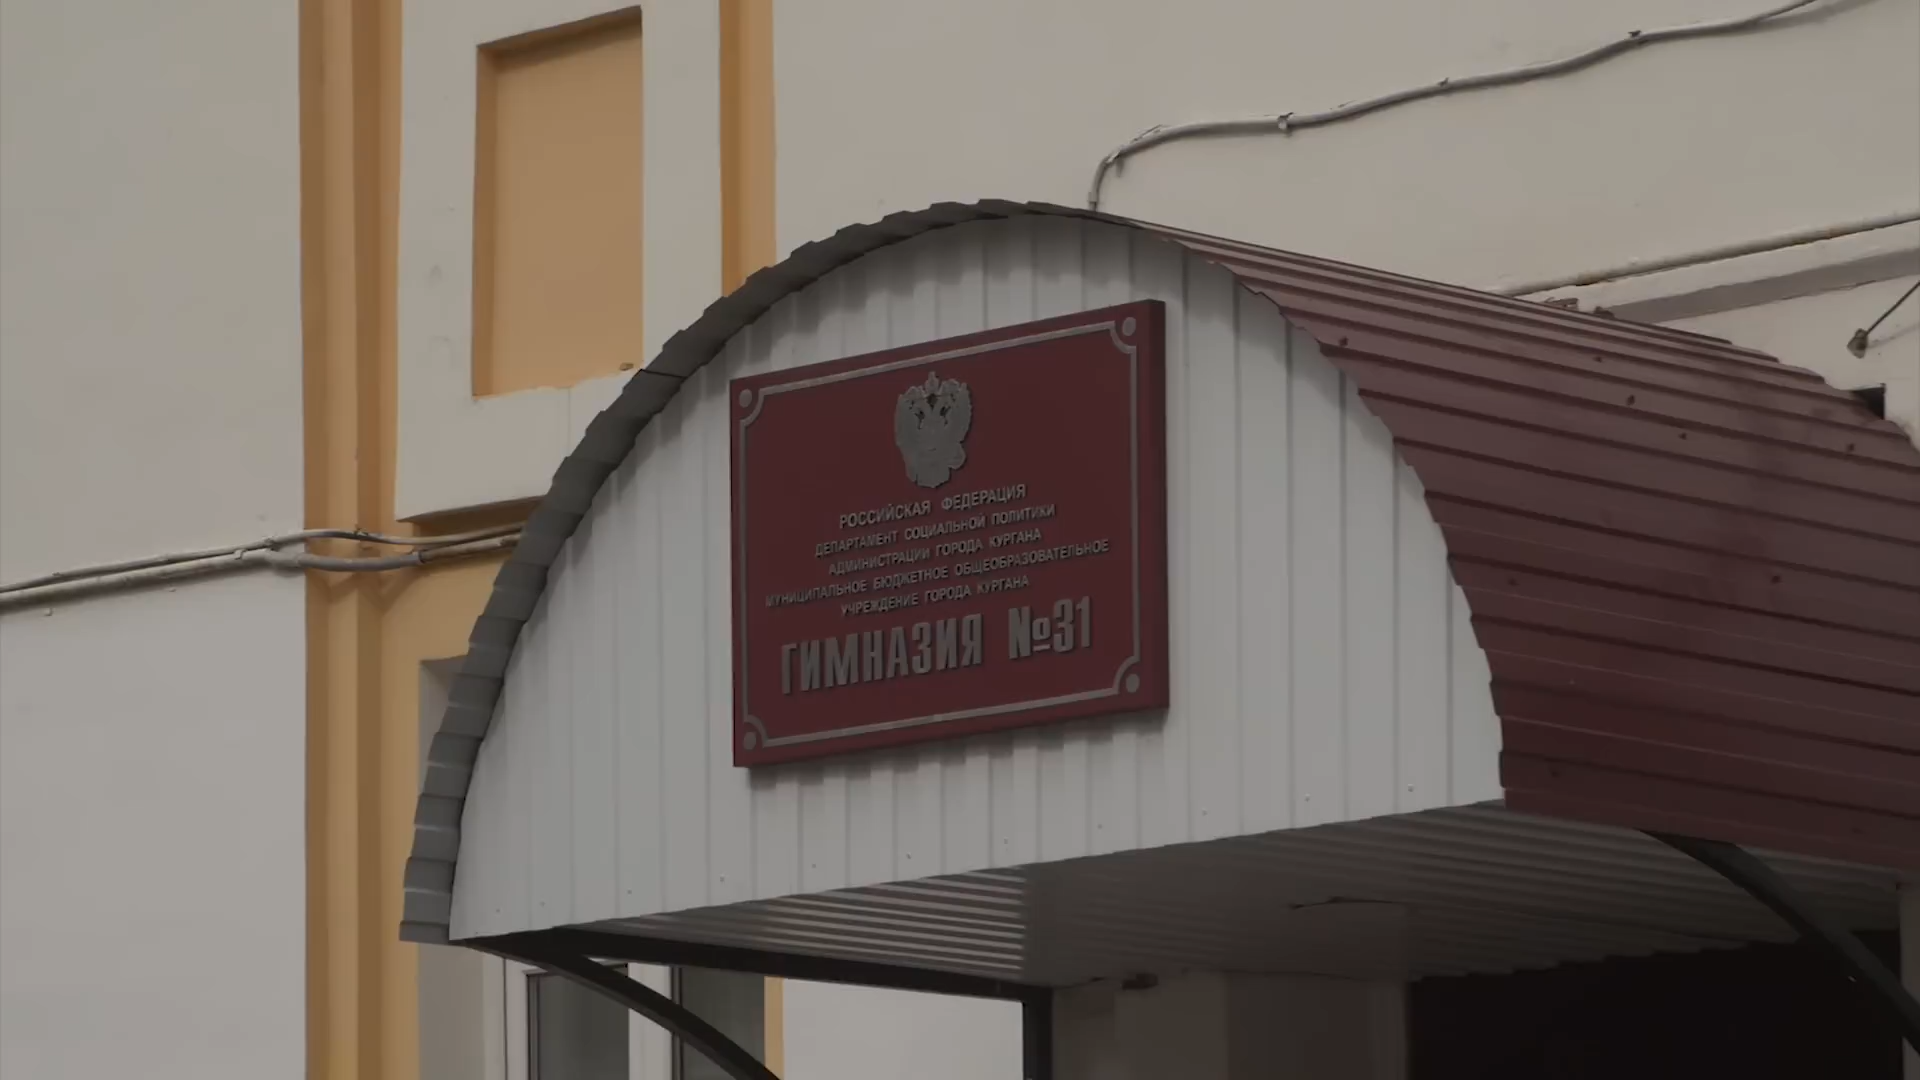 РОССИЙСКАЯ ФЕДЕРАЦИЯ
ДЕПАРТАМЕНТ СОЦИАЛЬНОЙ ПОЛИТИКИ
АДМИНИСТРАЦИИ ГОРОДА КУРГАНА
МУНИЦИПАЛЬНОЕ БЮДЖЕТНОЕ ОБЩЕОБРАЗОВАТЕЛЬНОЕ
УЧРЕЖДЕНИЕ ГОРОДА КУРГАНА
ГИМНАЗИЯ №31